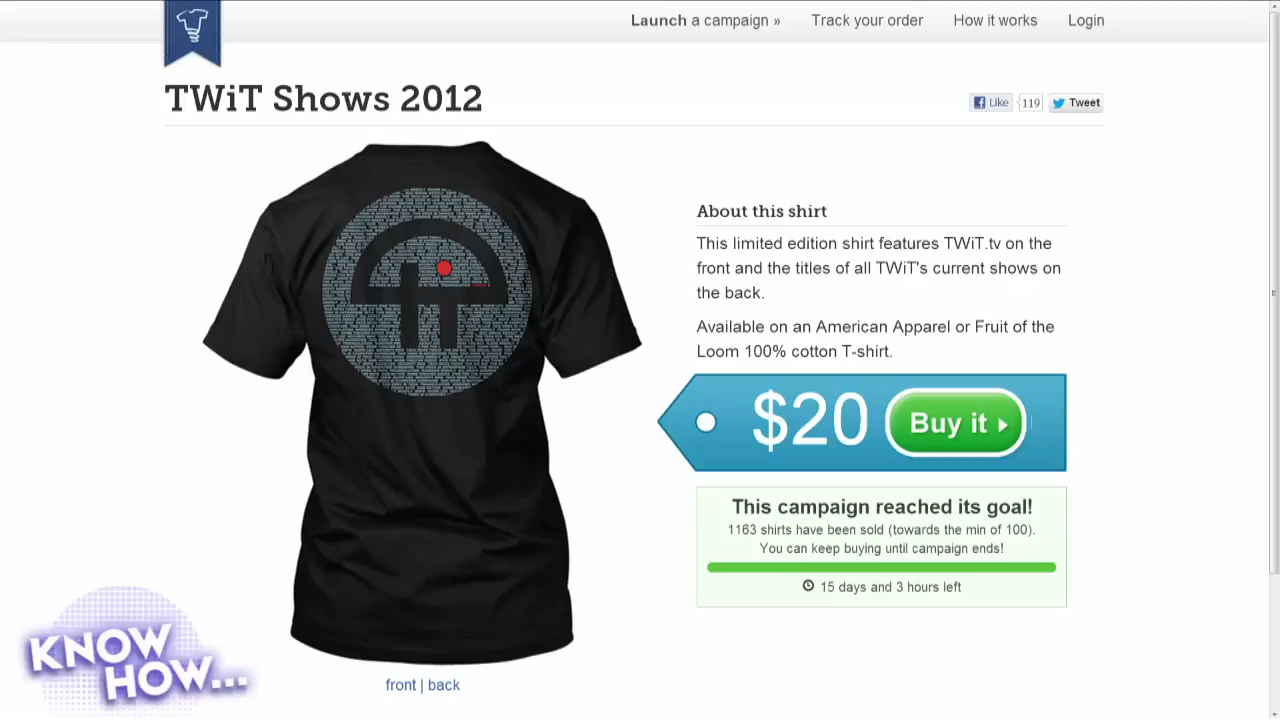 Launch a campaign » Track your order How it works Login
TWiT Shows 2012
Like 119 Tweet
About this shirt
This limited edition shirt features TWiT.tv on the
front and the titles of all TWiT's current shows on
the back.
Available on an American Apparel or Fruit of the
Loom 100% cotton T-shirt.
$20 Buy it
This campaign reached its goal!
1163 shirts have been sold (towards the min of 100).
You can keep buying until campaign ends!
15 days and 3 hours left
KNOW
HOW...
front | back